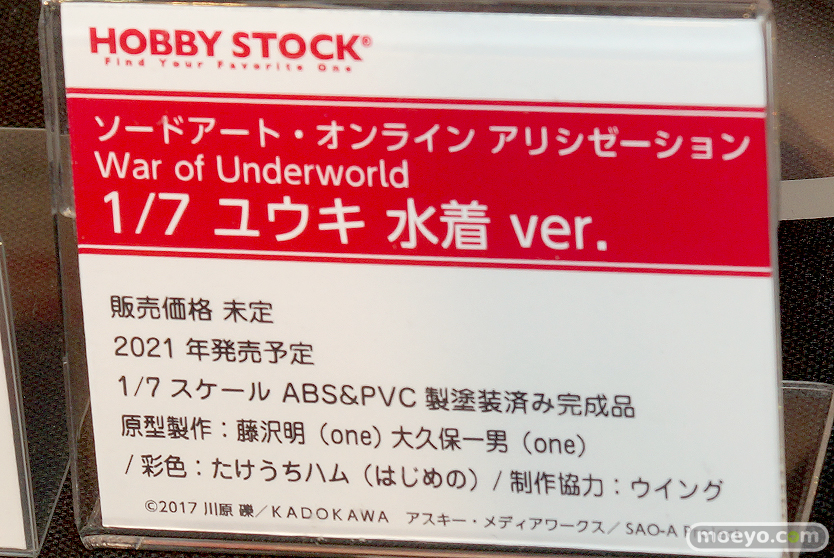 HOBBY STOCK®
Find Your Favorite One
ソードアート・オンライン アリシゼーション
War of Underworld
1/7 ユウキ 水着 ver.
販売価格 未定
2021 年発売予定
1/7 スケール ABS&PVC 製塗装済み完成品
原型製作：藤沢明（one) 大久保一男（one）
/ 彩色：たけうちハム（はじめの）/ 制作協力：ウイング
©2017 川原 礫／KADOKAWA アスキー・メディアワークス／SAO-A
moeyo.com